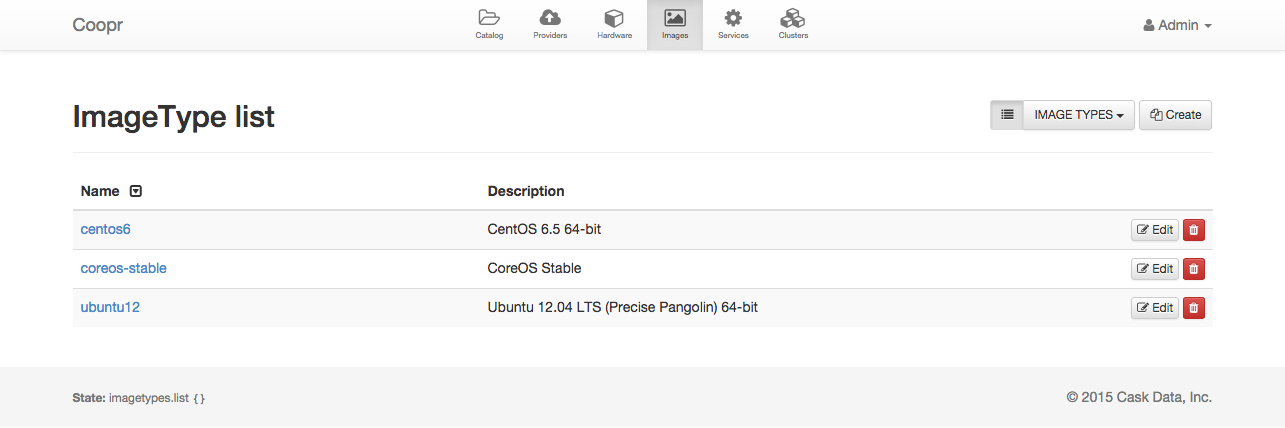 Coopr
Catalog Providers Hardware Images Services Clusters
Admin
ImageType list
IMAGE TYPES Create
Name Description
centos6 CentOS 6.5 64-bit Edit
coreos-stable CoreOS Stable Edit
ubuntu12 Ubuntu 12.04 LTS (Precise Pangolin) 64-bit Edit
State: imagetypes.list {} © 2015 Cask Data, Inc.